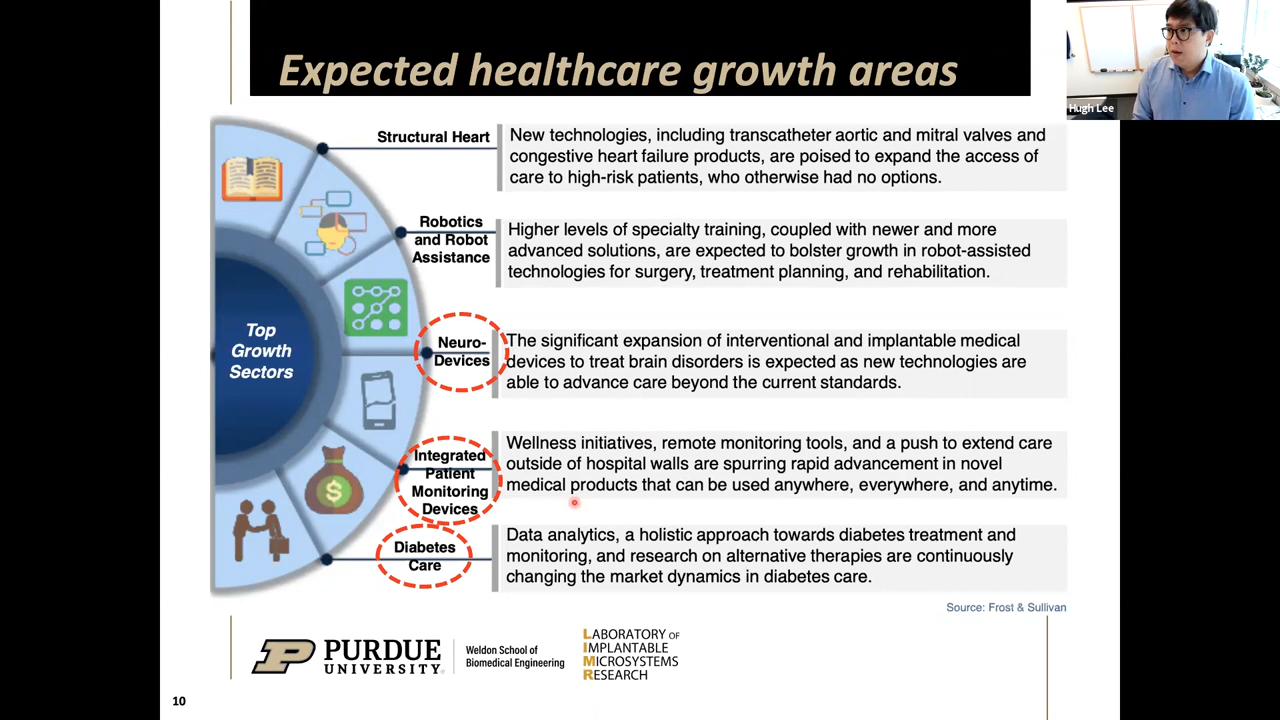 Expected healthcare growth areas
Hugh Lee
Top
Growth
Sectors
Structural Heart
New technologies, including transcatheter aortic and mitral valves and
congestive heart failure products, are poised to expand the access of
care to high-risk patients, who otherwise had no options.
Robotics
and Robot
Assistance
Higher levels of specialty training, coupled with newer and more
advanced solutions, are expected to bolster growth in robot-assisted
technologies for surgery, treatment planning, and rehabilitation.
Neuro-
Devices
The significant expansion of interventional and implantable medical
devices to treat brain disorders is expected as new technologies are
able to advance care beyond the current standards.
Integrated
Patient
Monitoring
Devices
Wellness initiatives, remote monitoring tools, and a push to extend care
outside of hospital walls are spurring rapid advancement in novel
medical products that can be used anywhere, everywhere, and anytime.
Diabetes
Care
Data analytics, a holistic approach towards diabetes treatment and
monitoring, and research on alternative therapies are continuously
changing the market dynamics in diabetes care.
Source: Frost & Sullivan
PURDUE
UNIVERSITY
Weldon School of
Biomedical Engineering
LABORATORY OF
IMPLANTABLE
MICROSYSTEMS
RESEARCH
10